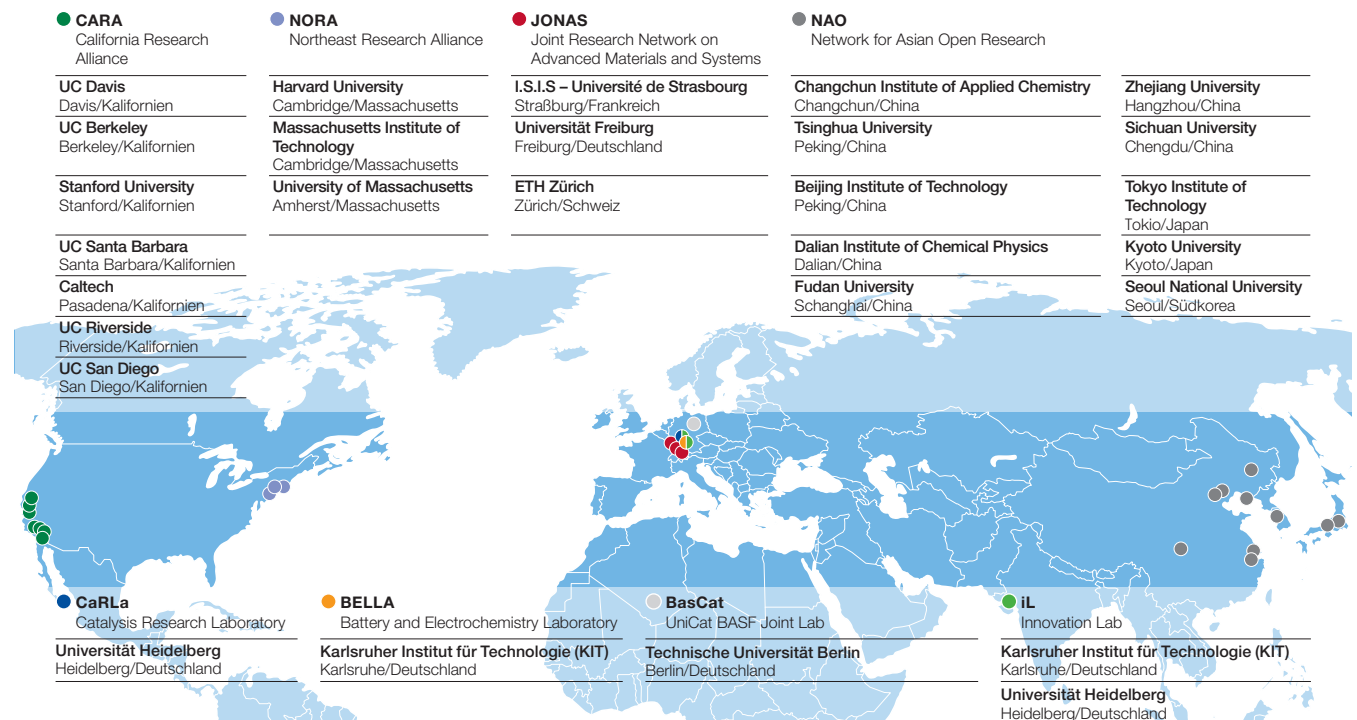 CARA
California Research
Alliance
UC Davis
Davis/Kalifornien
UC Berkeley
Berkeley/Kalifornien
Stanford University
Stanford/Kalifornien
UC Santa Barbara
Santa Barbara/Kalifornien
Caltech
Pasadena/Kalifornien
UC Riverside
Riverside/Kalifornien
UC San Diego
San Diego/Kalifornien
NORA
Northeast Research Alliance
Harvard University
Cambridge/Massachusetts
Massachusetts Institute of
Technology
Cambridge/Massachusetts
University of Massachusetts
Amherst/Massachusetts
JONAS
Joint Research Network on
Advanced Materials and Systems
I.S.I.S – Université de Strasbourg
Straßburg/Frankreich
Universität Freiburg
Freiburg/Deutschland
ETH Zürich
Zürich/Schweiz
NAO
Network for Asian Open Research
Changchun Institute of Applied Chemistry
Changchun/China
Tsinghua University
Peking/China
Beijing Institute of Technology
Peking/China
Dalian Institute of Chemical Physics
Dalian/China
Fudan University
Schanghai/China
Zhejiang University
Hangzhou/China
Sichuan University
Chengdu/China
Tokyo Institute of
Technology
Tokio/Japan
Kyoto University
Kyoto/Japan
Seoul National University
Seoul/Südkorea
CaRLa
Catalysis Research Laboratory
Universität Heidelberg
Heidelberg/Deutschland
BELLA
Battery and Electrochemistry Laboratory
Karlsruher Institut für Technologie (KIT)
Karlsruhe/Deutschland
BasCat
UniCat BASF Joint Lab
Technische Universität Berlin
Berlin/Deutschland
iL
Innovation Lab
Karlsruher Institut für Technologie (KIT)
Karlsruhe/Deutschland
Universität Heidelberg
Heidelberg/Deutschland